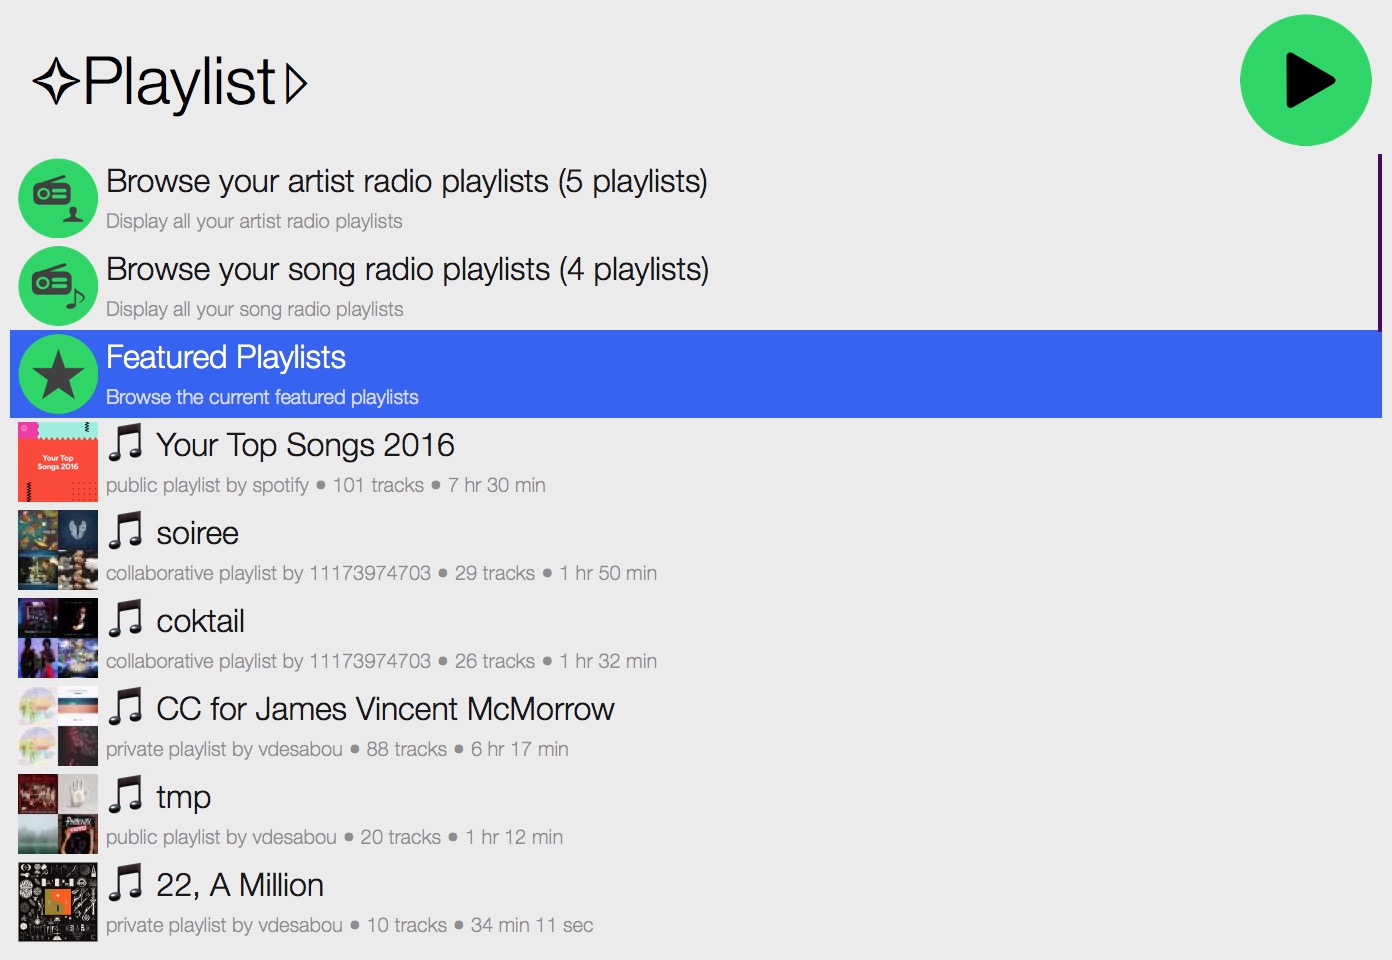 ✧Playlist▷
Browse your artist radio playlists (5 playlists)
Display all your artist radio playlists
Browse your song radio playlists (4 playlists)
Display all your song radio playlists
Featured Playlists
Browse the current featured playlists
Your Top Songs 2016
Your Top
Songs 2016
public playlist by spotify ● 101 tracks ● 7 hr 30 min
soiree
collaborative playlist by 11173974703 ● 29 tracks ● 1 hr 50 min
coktail
collaborative playlist by 11173974703 ● 26 tracks ● 1 hr 32 min
CC for James Vincent McMorrow
private playlist by vdesabou ● 88 tracks ● 6 hr 17 min
tmp
public playlist by vdesabou ● 20 tracks ● 1 hr 12 min
22, A Million
private playlist by vdesabou ● 10 tracks ● 34 min 11 sec